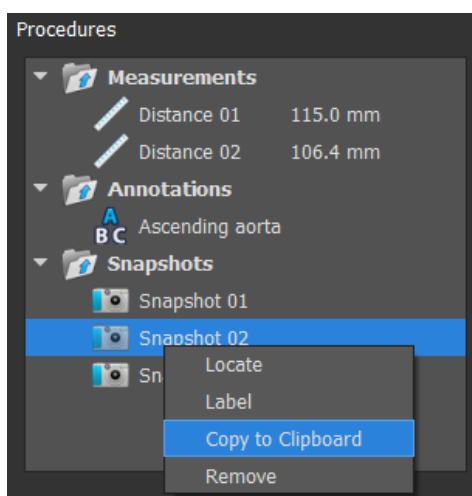 Procedures
Measurements
Distance 01 115.0 mm
Distance 02 106.4 mm
Annotations
A
B C Ascending aorta
Snapshots
Snapshot 01
Snapshot 02
Sn
Locate
Label
Copy to Clipboard
Remove